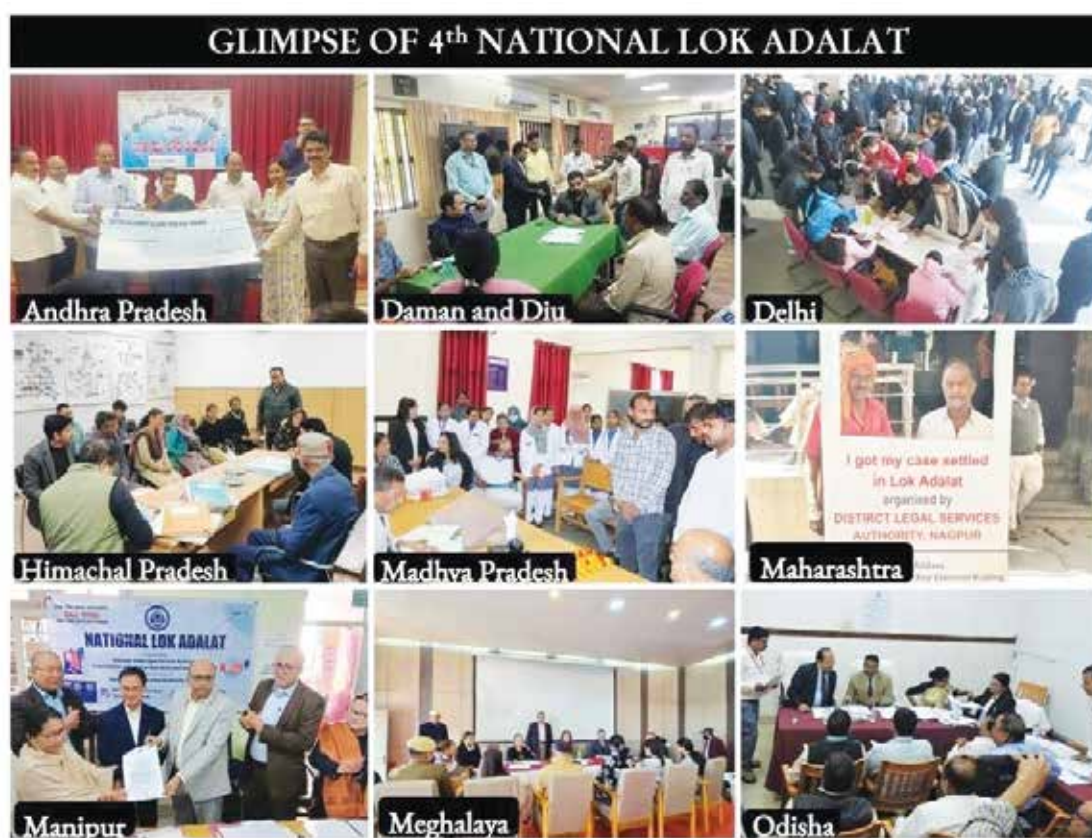 GLIMPSE OF 4th NATIONAL LOK ADALAT
Andhra Pradesh
Daman and Diu
Delhi
Himachal Pradesh
Madhya Pradesh
I got my case settled
in Lok Adalat
organised by
DISTIRCT LEGAL SERVICES
AUTHORITY, NAGPUR
Maharashtra
NATIONAL LOK ADALAT
Manipur
Meghalaya
Odisha